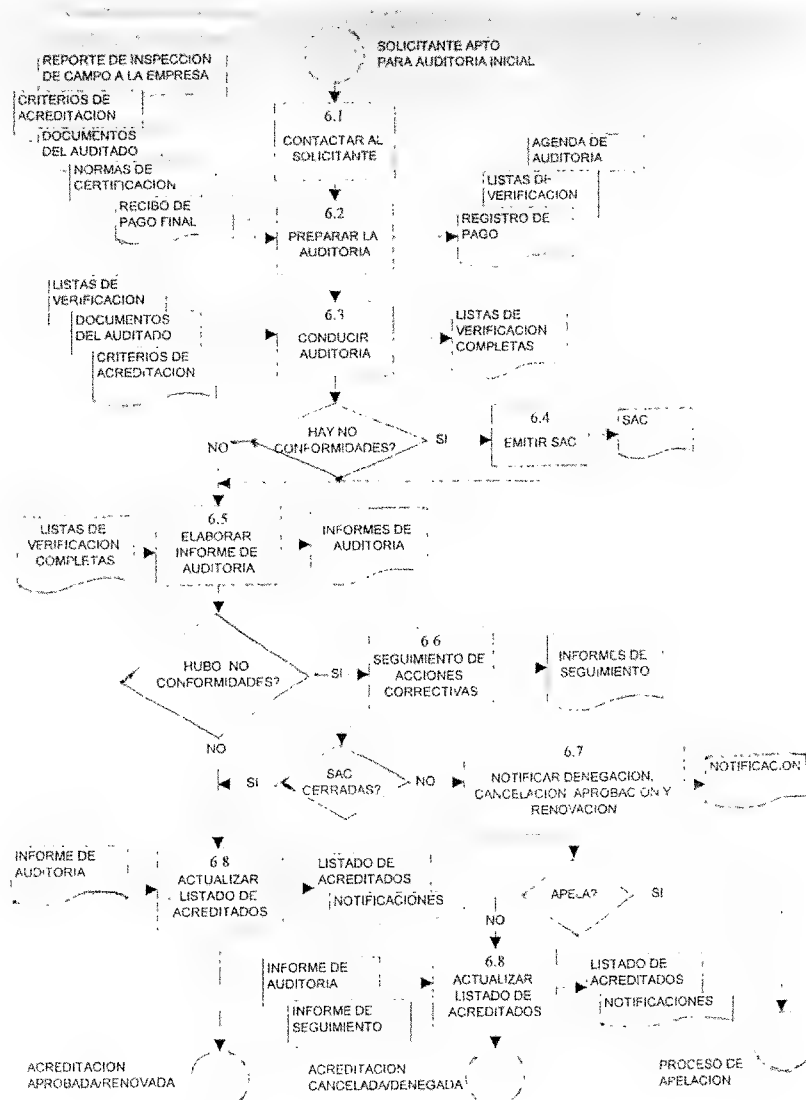 SOLICITANTE APTO
PARA AUDITORIA INICIAL
REPORTE DE INSPECCION
DE CAMPO A LA EMPRESA
CRITERIOS DE
ACREDITACION
DOCUMENTOS
DEL AUDITADO
NORMAS DE
CERTIFICACION
RECIBO DE
PAGO FINAL
6.1
CONTACTAR AL
SOLICITANTE
AGENDA DE
AUDITORIA
LISTAS DE
VERIFICACION
REGISTRO DE
PAGO
6.2
PREPARAR LA
AUDITORIA
LISTAS DE
VERIFICACION
DOCUMENTOS
DEL AUDITADO
CRITERIOS DE
ACREDITACION
6.3
CONDUCIR
AUDITORIA
LISTAS DE
VERIFICACION
COMPLETAS
HAY NO
CONFORMIDADES?
NO
SI
6.4
EMITIR SAC
SAC
LISTAS DE
VERIFICACION
COMPLETAS
6.5
ELABORAR
INFORME DE
AUDITORIA
INFORMES DE
AUDITORIA
HUBO NO
CONFORMIDADES?
SI
6 6
SEGUIMIENTO DE
ACCIONES
CORRECTIVAS
INFORMES DE
SEGUIMIENTO
NO
SI
SAC
CERRADAS?
NO
6.7
NOTIFICAR DENEGACION,
CANCELACION APROBACION Y
RENOVACION
NOTIFICACION
INFORME DE
AUDITORIA
6 8
ACTUALIZAR
LISTADO DE
ACREDITADOS
LISTADO DE
ACREDITADOS
NOTIFICACIONES
APELA?
SI
NO
INFORME DE
AUDITORIA
INFORME DE
SEGUIMIENTO
6.8
ACTUALIZAR
LISTADO DE
ACREDITADOS
LISTADO DE
ACREDITADOS
NOTIFICACIONES
ACREDITACION
APROBADA/RENOVADA
ACREDITACION
CANCELADA/DENEGADA
PROCESO DE
APELACION